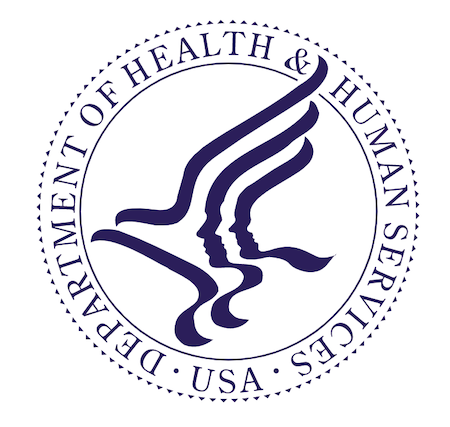 DEPARTMENT OF HEALTH & HUMAN SERVICES · USA ·